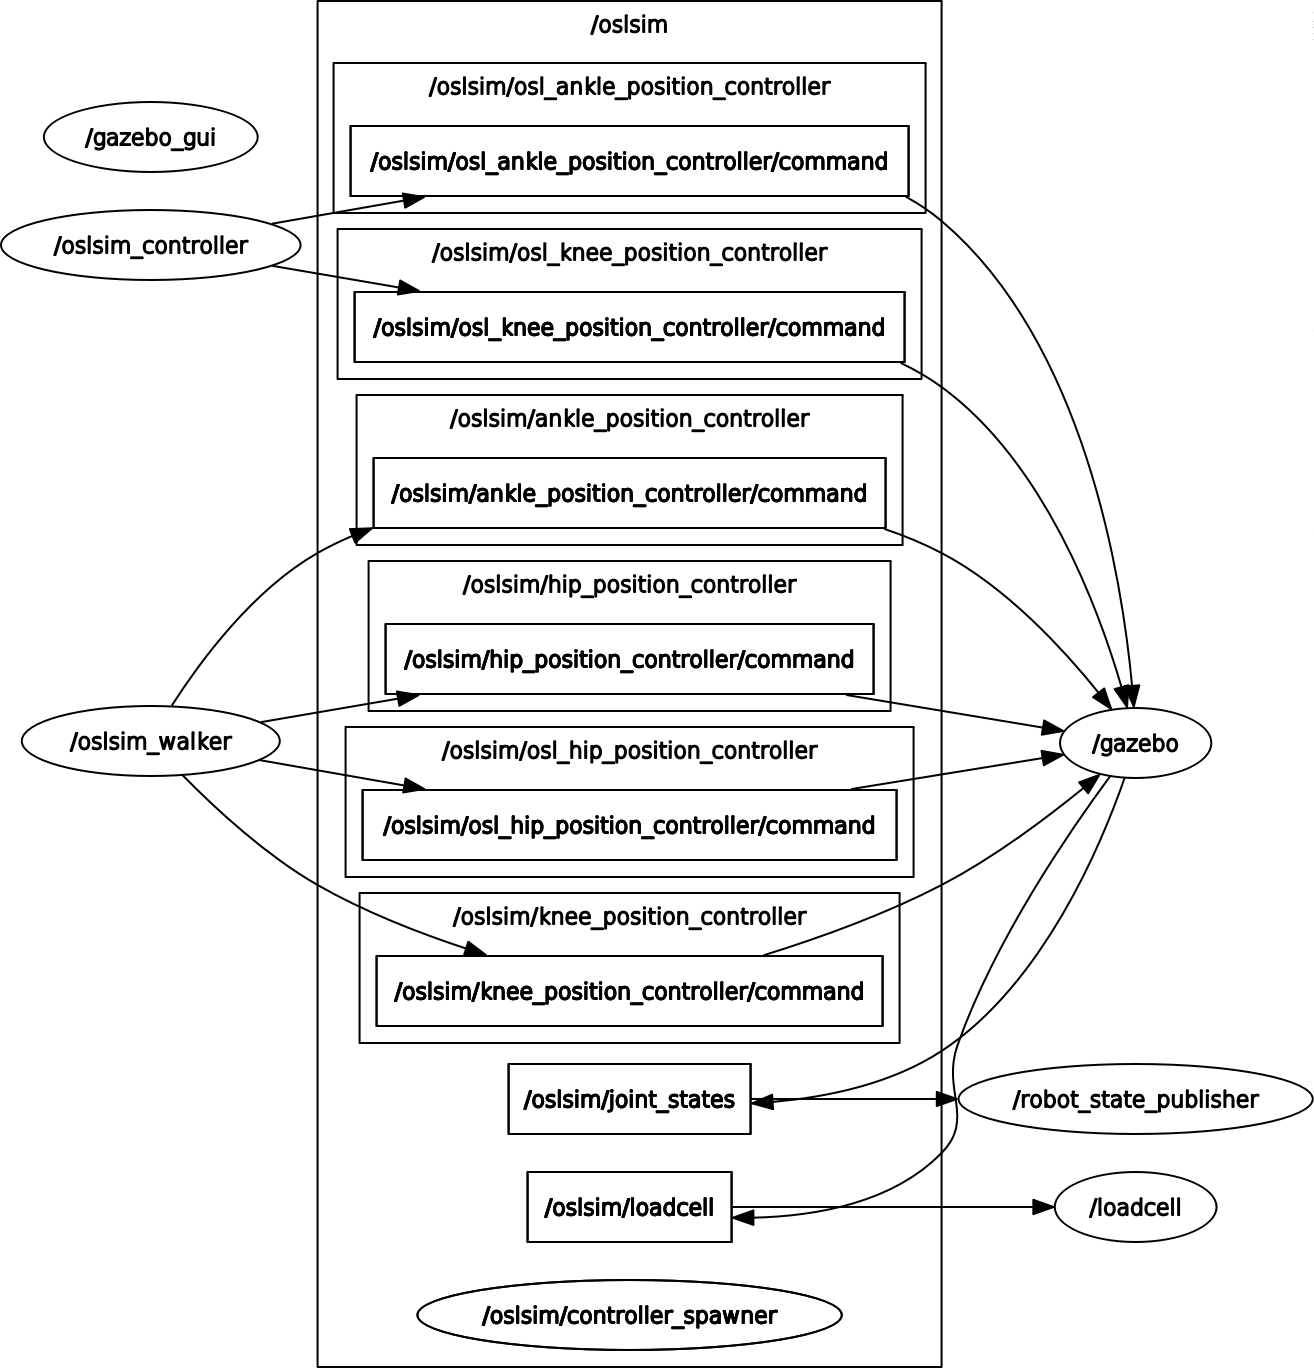 /oslsim
/oslsim/osl_ankle_position_controller
/gazebo_gui
/oslsim/osl_ankle_position_controller/command
/oslsim_controller
/oslsim/osl_knee_position_controller
/oslsim/osl_knee_position_controller/command
/oslsim/ankle_position_controller
/oslsim/ankle_position_controller/command
/oslsim/hip_position_controller
/oslsim/hip_position_controller/command
/oslsim_walker
/gazebo
/oslsim/osl_hip_position_controller
/oslsim/osl_hip_position_controller/command
/oslsim/knee_position_controller
/oslsim/knee_position_controller/command
/oslsim/joint_states
/robot_state_publisher
/oslsim/loadcell
/loadcell
/oslsim/controller_spawner